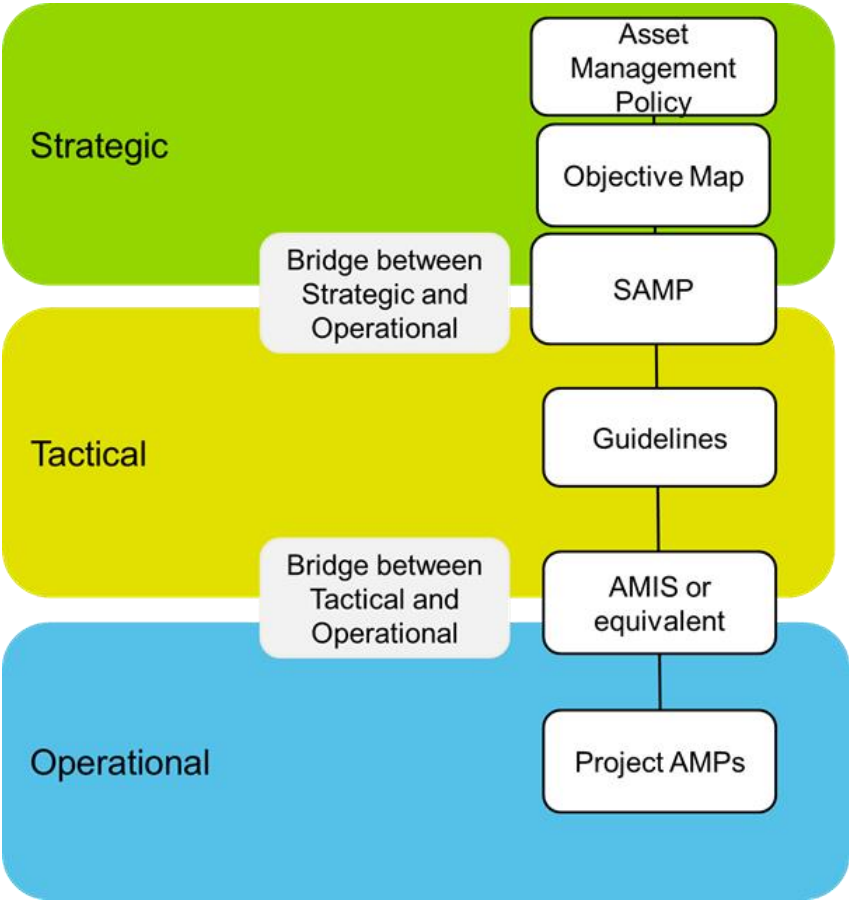 Asset
Management
Policy
Strategic
Objective Map
Bridge between
Strategic and
Operational
SAMP
Tactical
Guidelines
Bridge between
Tactical and
Operational
AMIS or
equivalent
Operational
Project AMPs